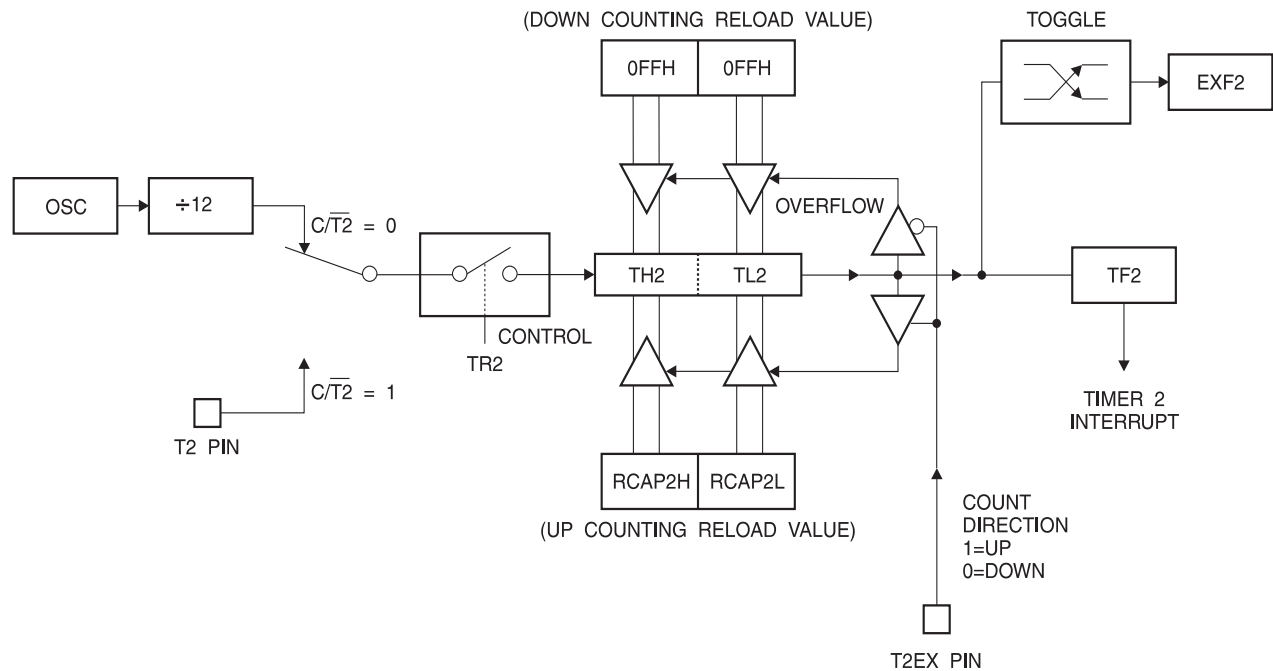 (DOWN COUNTING RELOAD VALUE)
TOGGLE
0FFH
0FFH
EXF2
OSC
÷12
OVERFLOW
C/T2̅ = 0
TH2
TL2
TF2
CONTROL
TR2
C/T2̅ = 1
T2 PIN
TIMER 2
INTERRUPT
RCAP2H
RCAP2L
(UP COUNTING RELOAD VALUE)
COUNT
DIRECTION
1=UP
0=DOWN
T2EX PIN